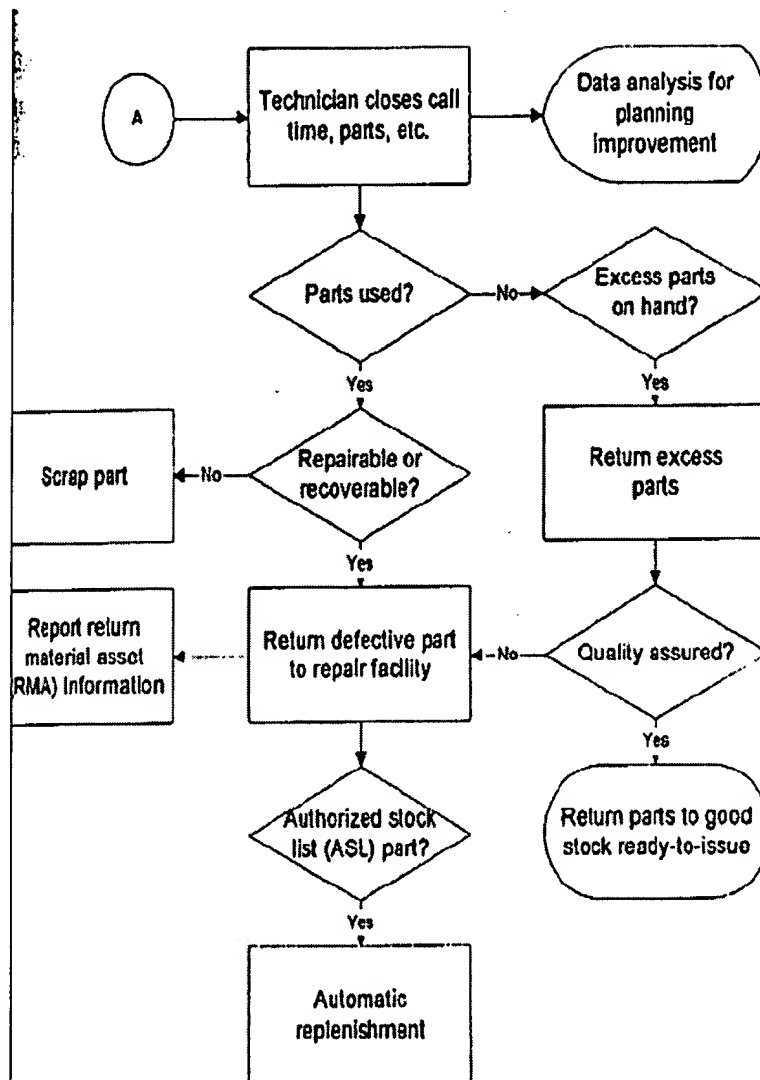 A
Technician closes call
time, parts, etc.
Data analysis for
planning
improvement
Parts used?
No
Excess parts
on hand?
Yes
Yes
Scrap part
No
Repairable or
recoverable?
Return excess
parts
Yes
Report return
material asset
(RMA) Information
Return defective part
to repair facility
No
Quality assured?
Yes
Authorized stock
list (ASL) part?
Return parts to good
stock ready-to-issue
Yes
Automatic
replenishment